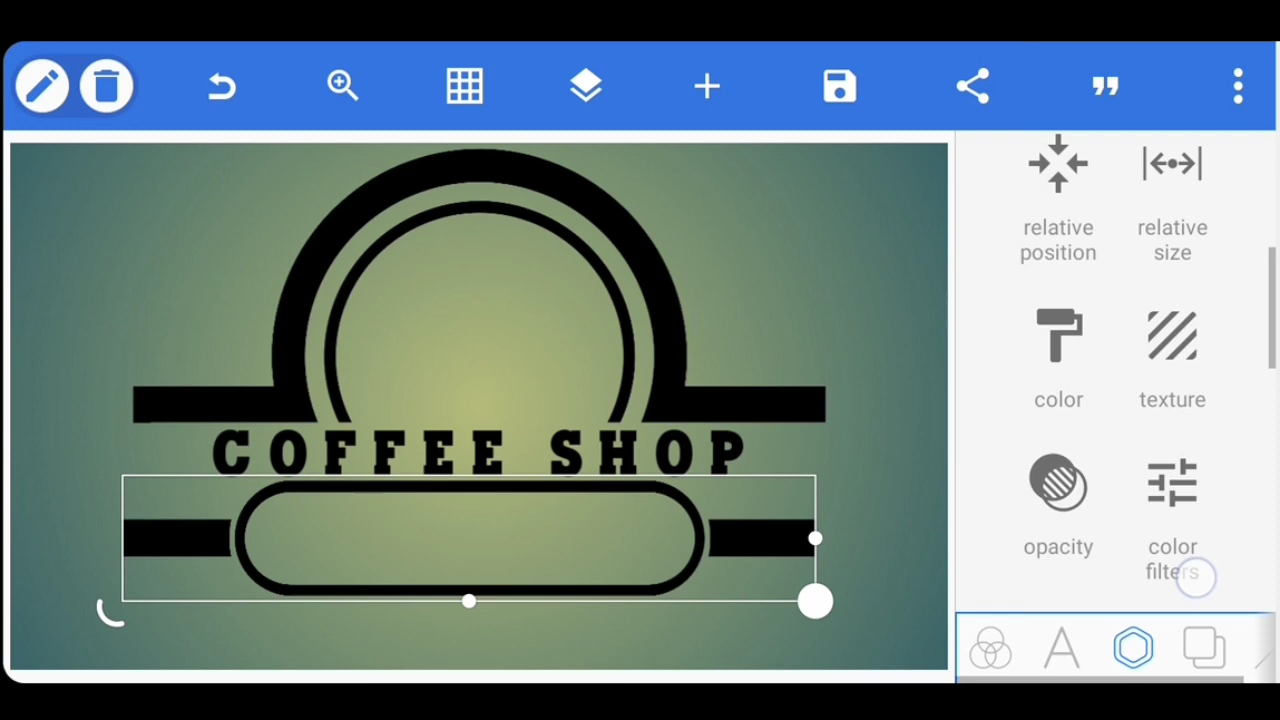 relative
position
relative
size
color
texture
COFFEE SHOP
opacity
color
filters